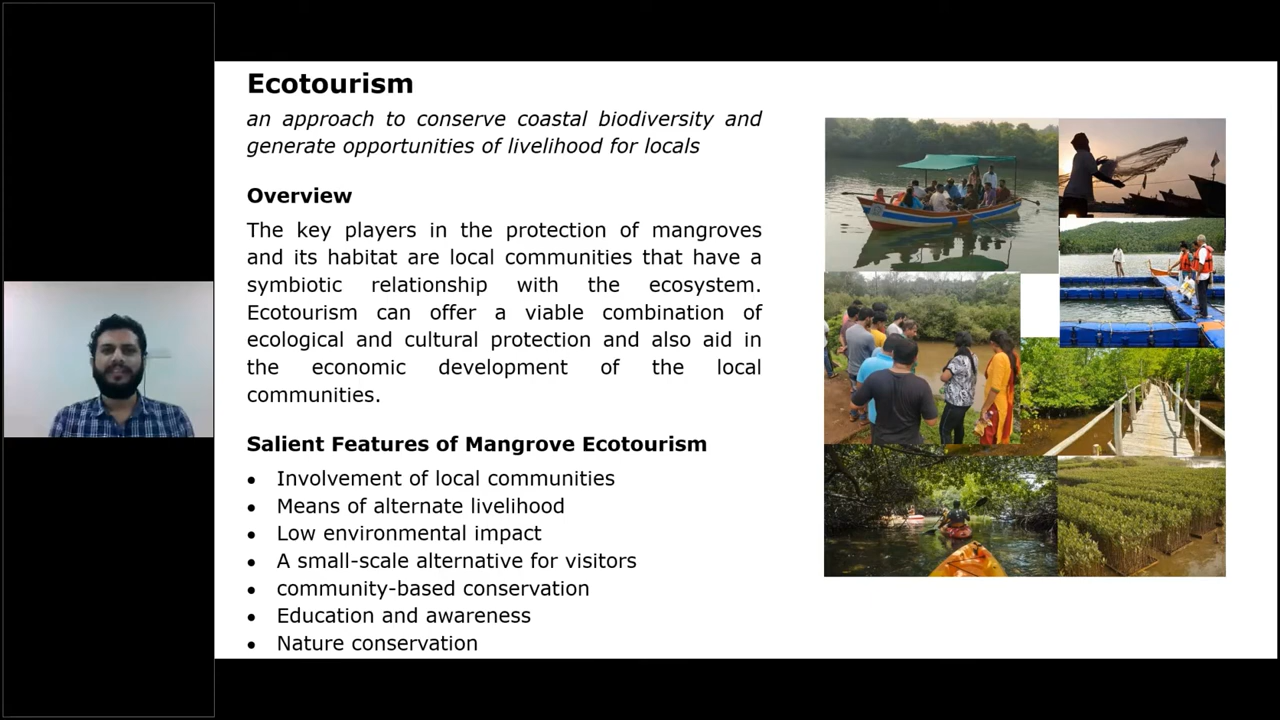 Ecotourism
an approach to conserve coastal biodiversity and
generate opportunities of livelihood for locals
Overview
The key players in the protection of mangroves
and its habitat are local communities that have a
symbiotic relationship with the ecosystem.
Ecotourism can offer a viable combination of
ecological and cultural protection and also aid in
the economic development of the local
communities.
Salient Features of Mangrove Ecotourism
• Involvement of local communities
• Means of alternate livelihood
• Low environmental impact
• A small-scale alternative for visitors
• community-based conservation
• Education and awareness
• Nature conservation